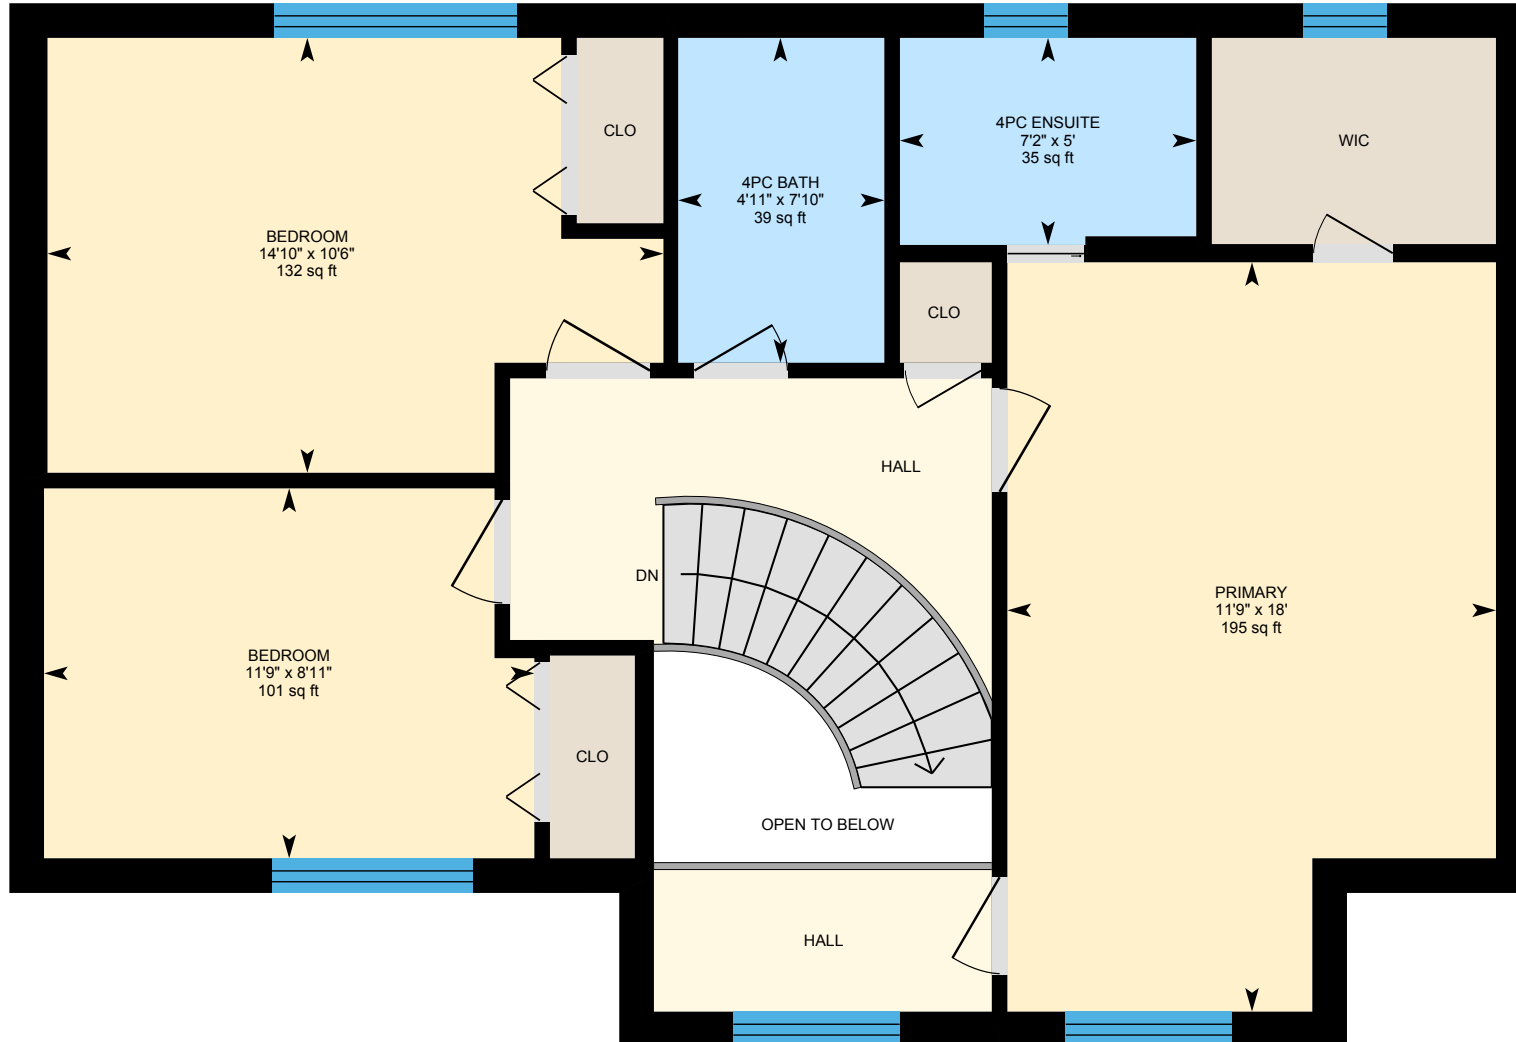 CLO
4PC ENSUITE
7'2" x 5'
35 sq ft
WIC
4PC BATH
4'11" x 7'10"
39 sq ft
BEDROOM
14'10" x 10'6"
132 sq ft
CLO
HALL
DN
PRIMARY
11'9" x 18'
195 sq ft
BEDROOM
11'9" x 8'11"
101 sq ft
CLO
OPEN TO BELOW
HALL